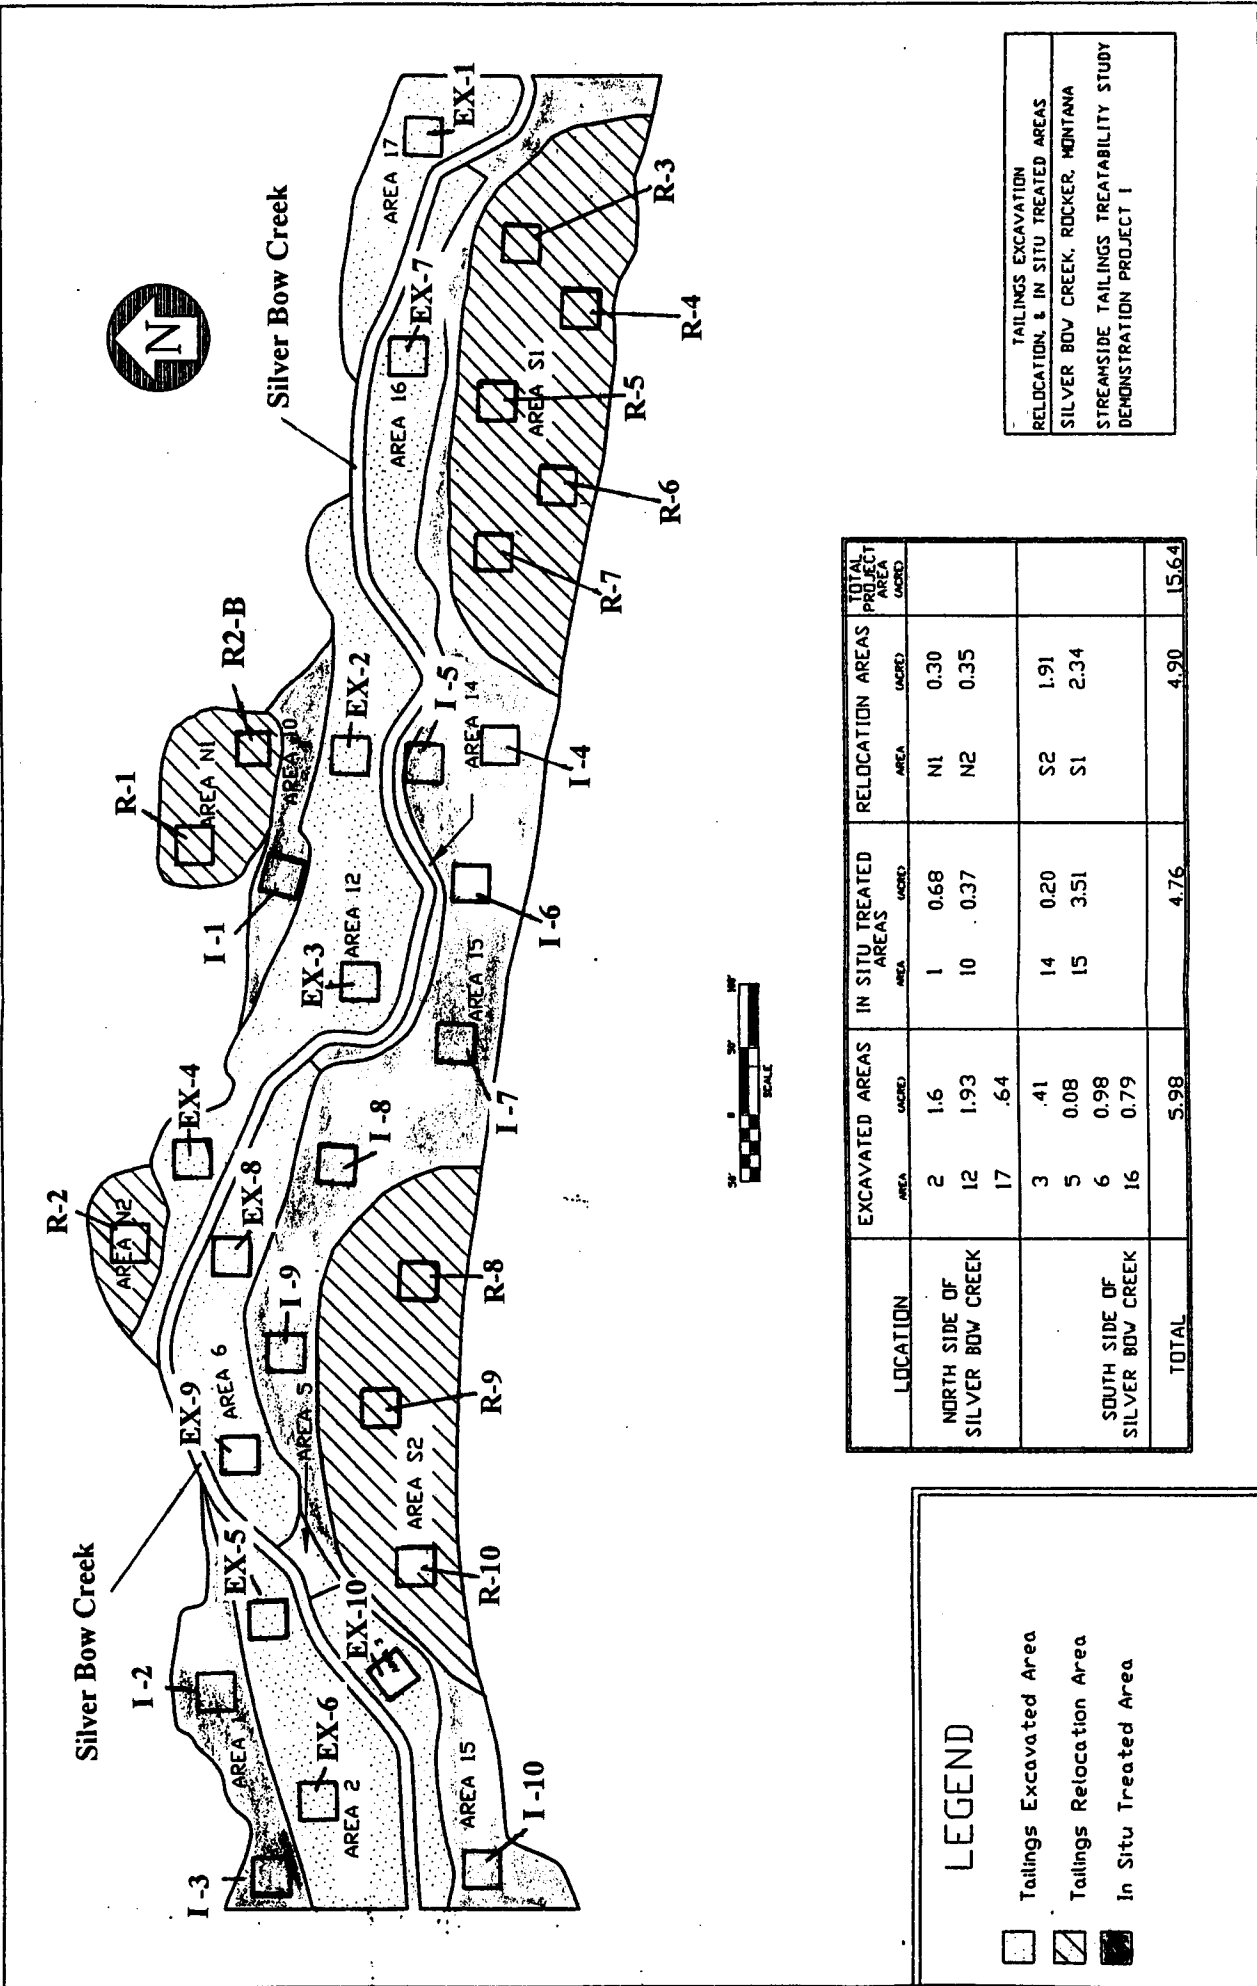 Silver Bow Creek
Silver Bow Creek
N
I-3
I-2
EX-5
EX-9
R-2
EX-4
I-1
R-1
R2-B
EX-1
AREA 1
AREA N2
AREA N1
AREA 10
AREA 17
EX-6
AREA 2
EX-10
AREA 6
EX-8
EX-3
AREA 12
EX-2
AREA 16
EX-7
AREA 5
I-9
I-8
I-5
AREA 14
AREA 15
AREA S2
AREA 15
AREA S1
I-10
R-10
R-9
R-8
I-7
I-6
I-4
R-7
R-6
R-5
R-4
R-3
50' 0 50' 100'
SCALE
LEGEND
Tailings Excavated Area
Tailings Relocation Area
In Situ Treated Area
LOCATION EXCAVATED AREAS IN SITU TREATED AREAS RELOCATION AREAS TOTAL PROJECT AREA (ACRE)
AREA (ACRE) AREA (ACRE) AREA (ACRE)
NORTH SIDE OF 2 1.6 1 0.68 N1 0.30
SILVER BOW CREEK 12 1.93 10 0.37 N2 0.35
17 .64
3 .41 14 0.20 S2 1.91
5 0.08 15 3.51 S1 2.34
SOUTH SIDE OF 6 0.98
SILVER BOW CREEK 16 0.79
TOTAL 5.98 4.76 4.90 15.64
TAILINGS EXCAVATION
RELOCATION, & IN SITU TREATED AREAS
SILVER BOW CREEK, ROCKER, MONTANA
STREAMSIDE TAILINGS TREATABILITY STUDY
DEMONSTRATION PROJECT 1